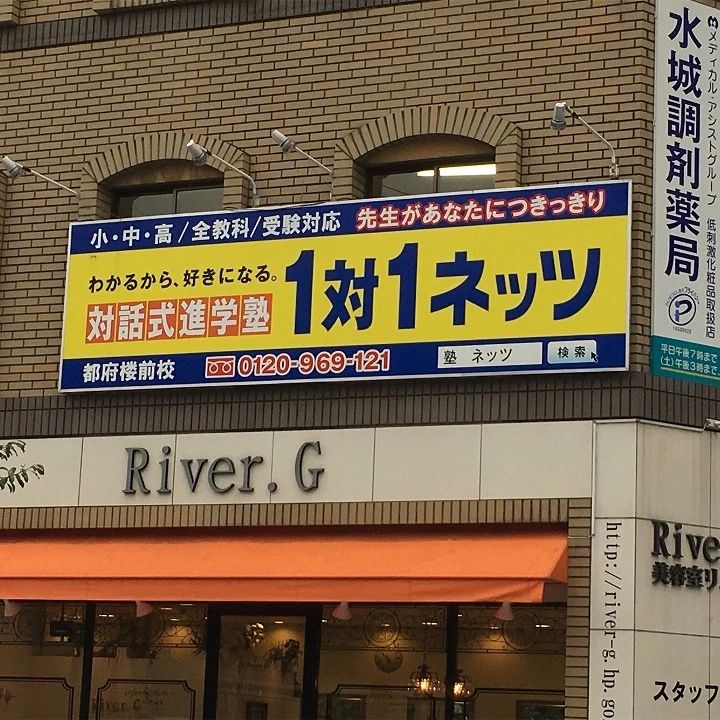 小・中・高/全教科/受験対応 先生があなたにつきっきり
わかるから、好きになる。
対話式進学塾
1対1ネッツ
都府楼前校 0120-969-121 塾 ネッツ 検索
メディカル・アシストグループ 低刺激化粧品取扱店
水城調剤薬局
平日午後7時まで
(土)午後3時まで
River.G
River.G
http://river-g.hp.go
Rive
美容室リ
スタッフ